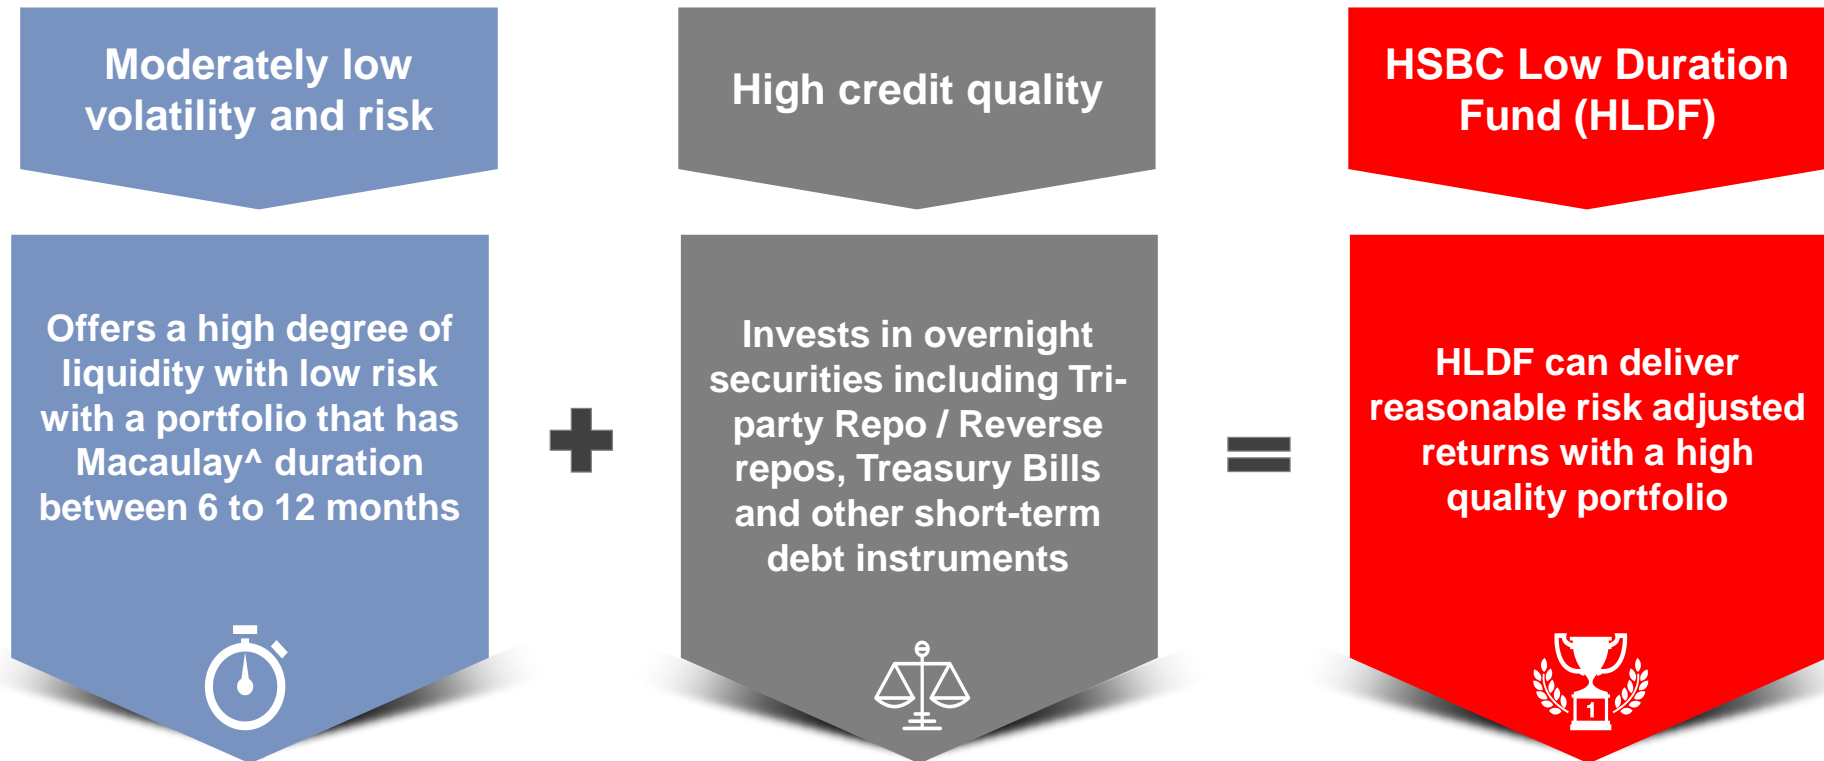 Moderately low
volatility and risk
High credit quality
HSBC Low Duration
Fund (HLDF)
Offers a high degree of
liquidity with low risk
with a portfolio that has
Macaulay^ duration
between 6 to 12 months
Invests in overnight
securities including Tri-
party Repo / Reverse
repos, Treasury Bills
and other short-term
debt instruments
HLDF can deliver
reasonable risk adjusted
returns with a high
quality portfolio
1